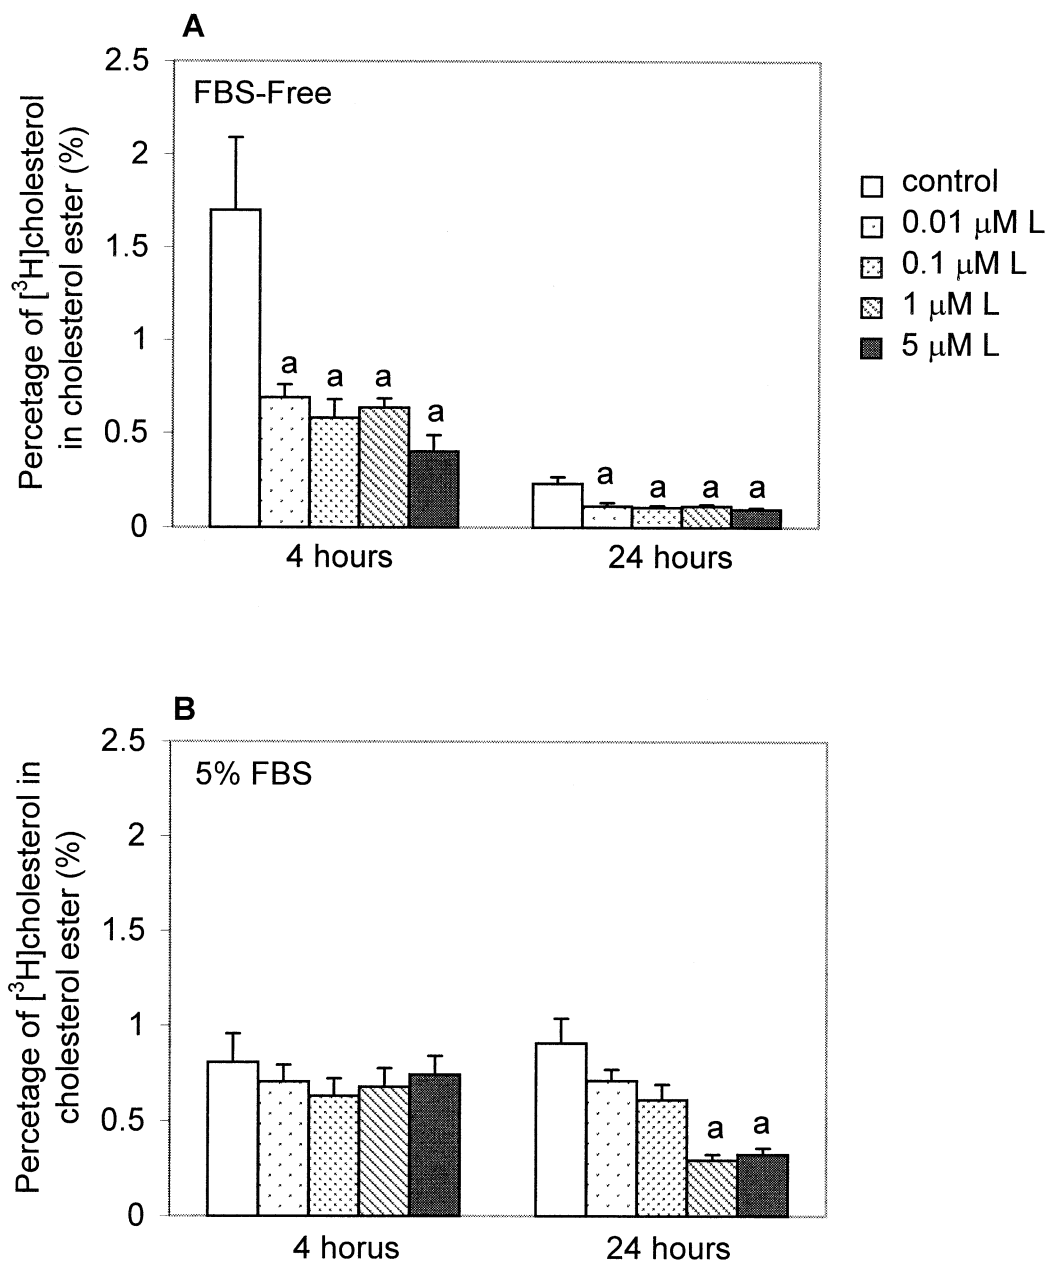 A
2.5
2
1.5
1
0.5
0
Percetage of [³H]cholesterol
in cholesterol ester (%)
FBS-Free
a
a
a
a
a
a
a
a
4 hours
24 hours
control
0.01 µM L
0.1 µM L
1 µM L
5 µM L
B
2.5
2
1.5
1
0.5
0
Percetage of [³H]cholesterol in
cholesterol ester (%)
5% FBS
a
a
4 horus
24 hours